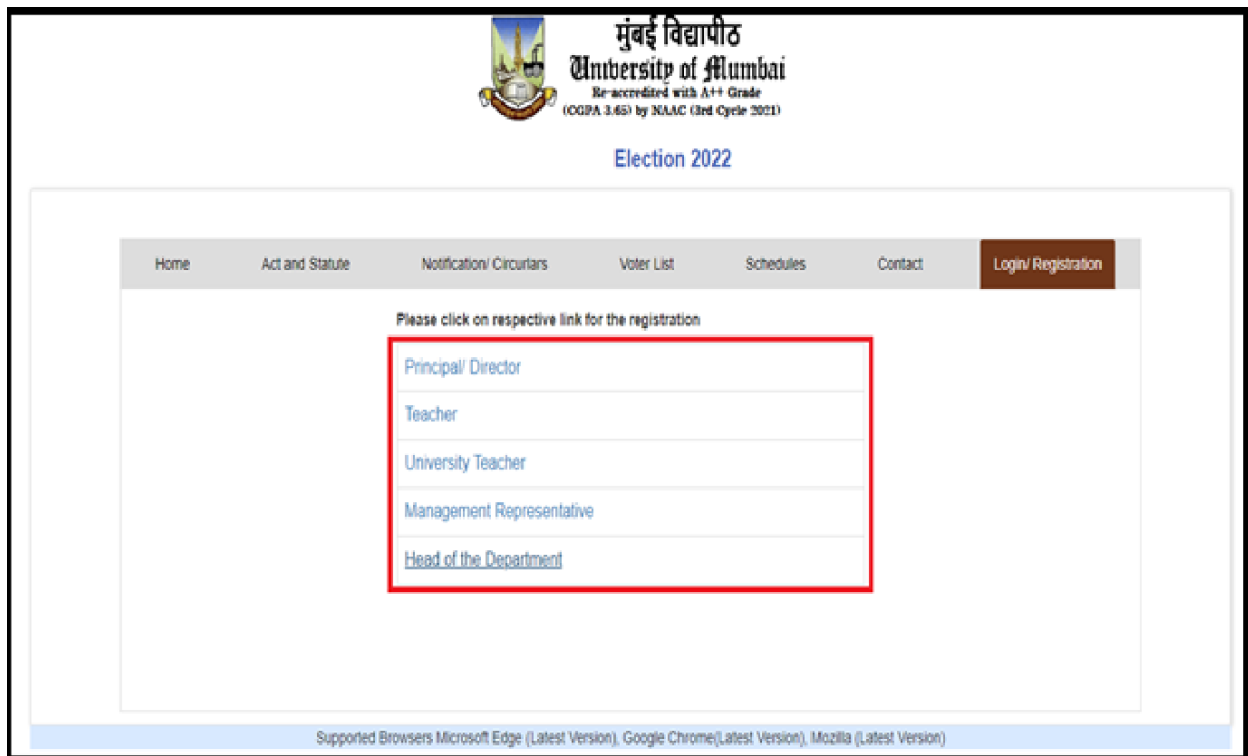 मुंबई विद्यापीठ
University of Mumbai
Re-accredited with A++ Grade
(CGPA 3.65) by NAAC (3rd Cycle 2021)
Election 2022
Home Act and Statute Notification/ Circurlars Voter List Schedules Contact Login/ Registration
Please click on respective link for the registration
Principal/ Director
Teacher
University Teacher
Management Representative
Head of the Department
Supported Browsers Microsoft Edge (Latest Version), Google Chrome(Latest Version), Mozilla (Latest Version)